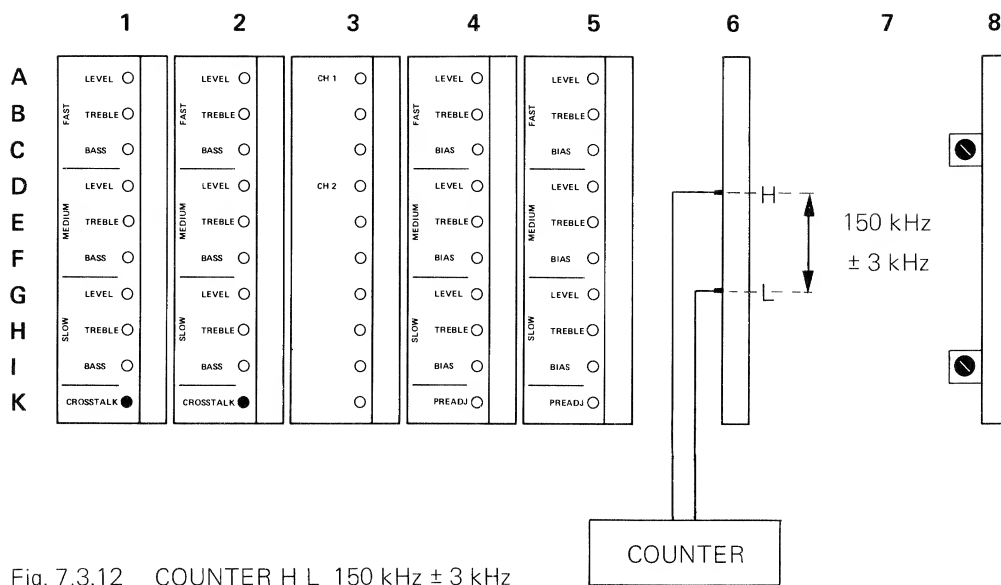 1 2 3 4 5 6 7 8
A LEVEL LEVEL CH 1 LEVEL LEVEL
B FAST TREBLE FAST TREBLE FAST TREBLE FAST TREBLE
C BASS BASS BIAS BIAS
D LEVEL LEVEL CH 2 LEVEL LEVEL H
E MEDIUM TREBLE MEDIUM TREBLE MEDIUM TREBLE MEDIUM TREBLE 150 kHz
F BASS BASS BIAS BIAS ± 3 kHz
G LEVEL LEVEL LEVEL LEVEL L
H SLOW TREBLE SLOW TREBLE SLOW TREBLE SLOW TREBLE
I BASS BASS BIAS BIAS
K CROSSTALK CROSSTALK PREADJ PREADJ
COUNTER
Fig. 7.3.12 COUNTER H L 150 kHz ± 3 kHz